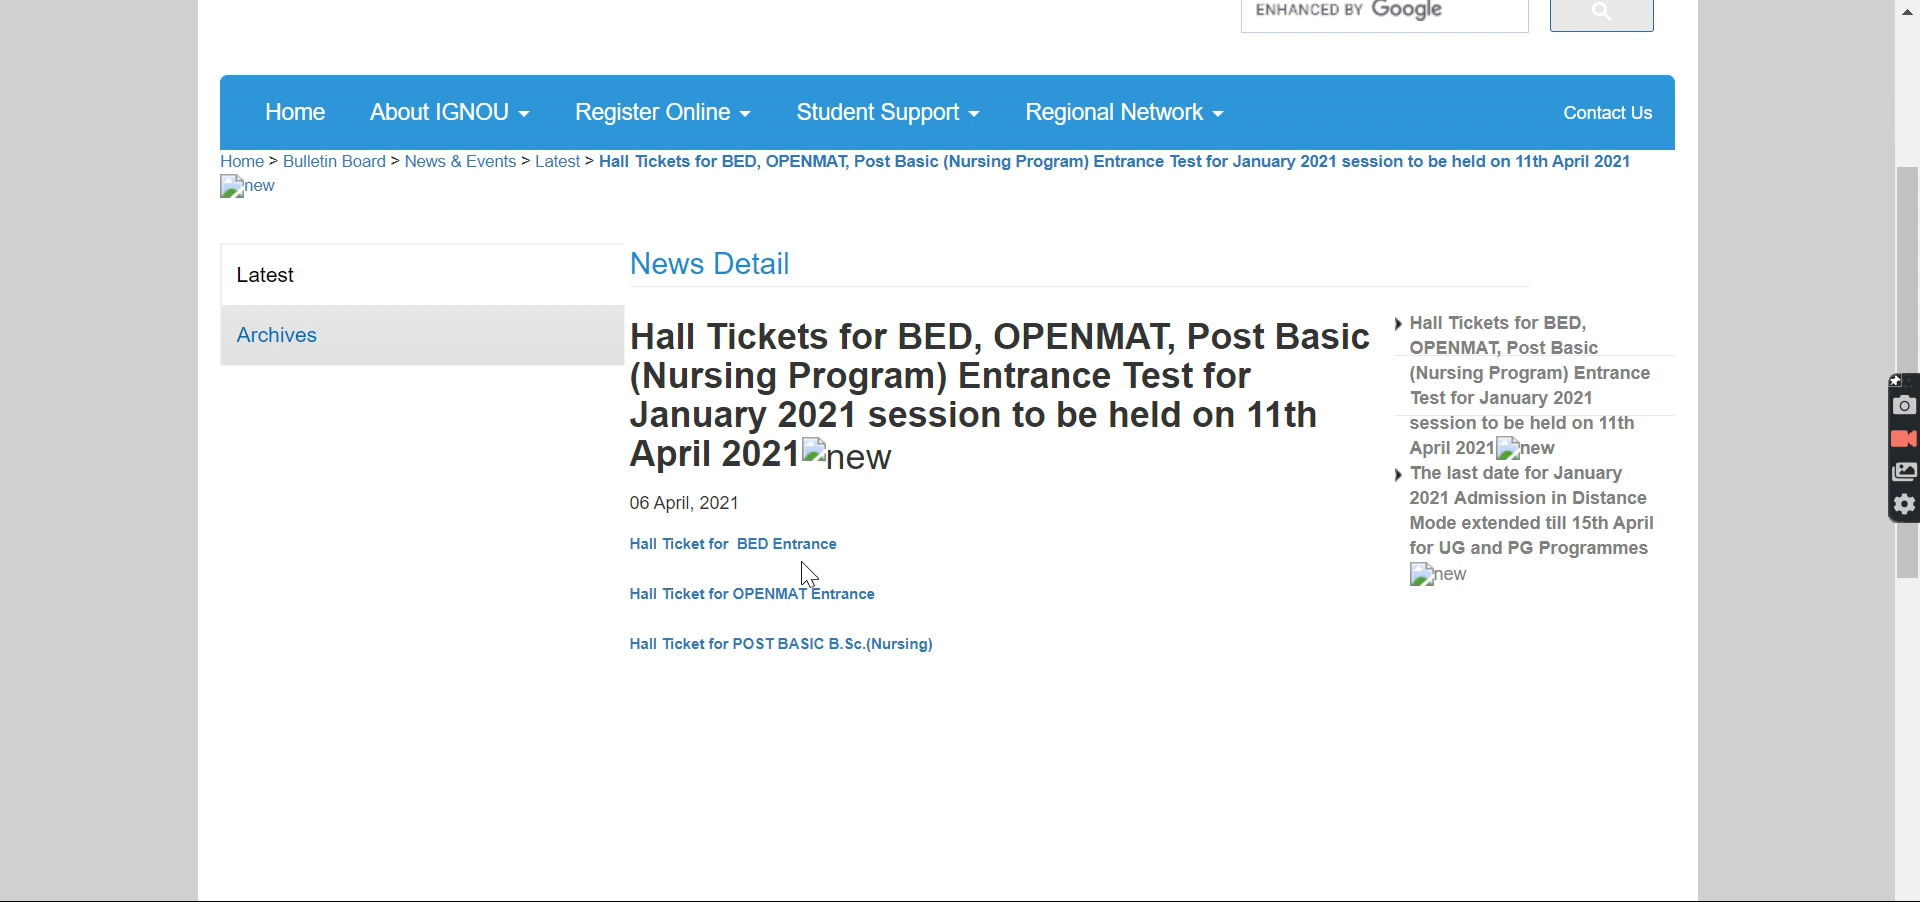 ENHANCED BY Google
Home About IGNOU Register Online Student Support Regional Network Contact Us
Home > Bulletin Board > News & Events > Latest > Hall Tickets for BED, OPENMAT, Post Basic (Nursing Program) Entrance Test for January 2021 session to be held on 11th April 2021
new
Latest
Archives
News Detail
Hall Tickets for BED, OPENMAT, Post Basic
(Nursing Program) Entrance Test for
January 2021 session to be held on 11th
April 2021new
06 April, 2021
Hall Ticket for BED Entrance
Hall Ticket for OPENMAT Entrance
Hall Ticket for POST BASIC B.Sc.(Nursing)
Hall Tickets for BED,
OPENMAT, Post Basic
(Nursing Program) Entrance
Test for January 2021
session to be held on 11th
April 2021new
The last date for January
2021 Admission in Distance
Mode extended till 15th April
for UG and PG Programmes
new